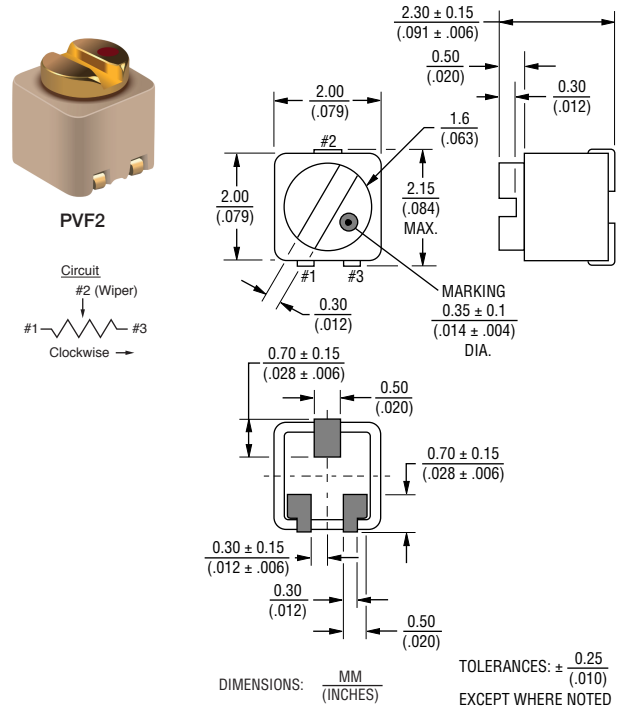 2.30 ± 0.15
(.091 ± .006)
0.50
(.020)
0.30
(.012)
2.00
(.079)
1.6
(.063)
#2
2.00
(.079)
2.15
(.084)
MAX.
PVF2
#1
#3
Circuit
#2 (Wiper)
#1
#3
Clockwise
0.30
(.012)
MARKING
0.35 ± 0.1
(.014 ± .004)
DIA.
0.70 ± 0.15
(.028 ± .006)
0.50
(.020)
0.70 ± 0.15
(.028 ± .006)
0.30 ± 0.15
(.012 ± .006)
0.30
(.012)
0.50
(.020)
DIMENSIONS: MM
(INCHES)
TOLERANCES: ± 0.25
(.010)
EXCEPT WHERE NOTED